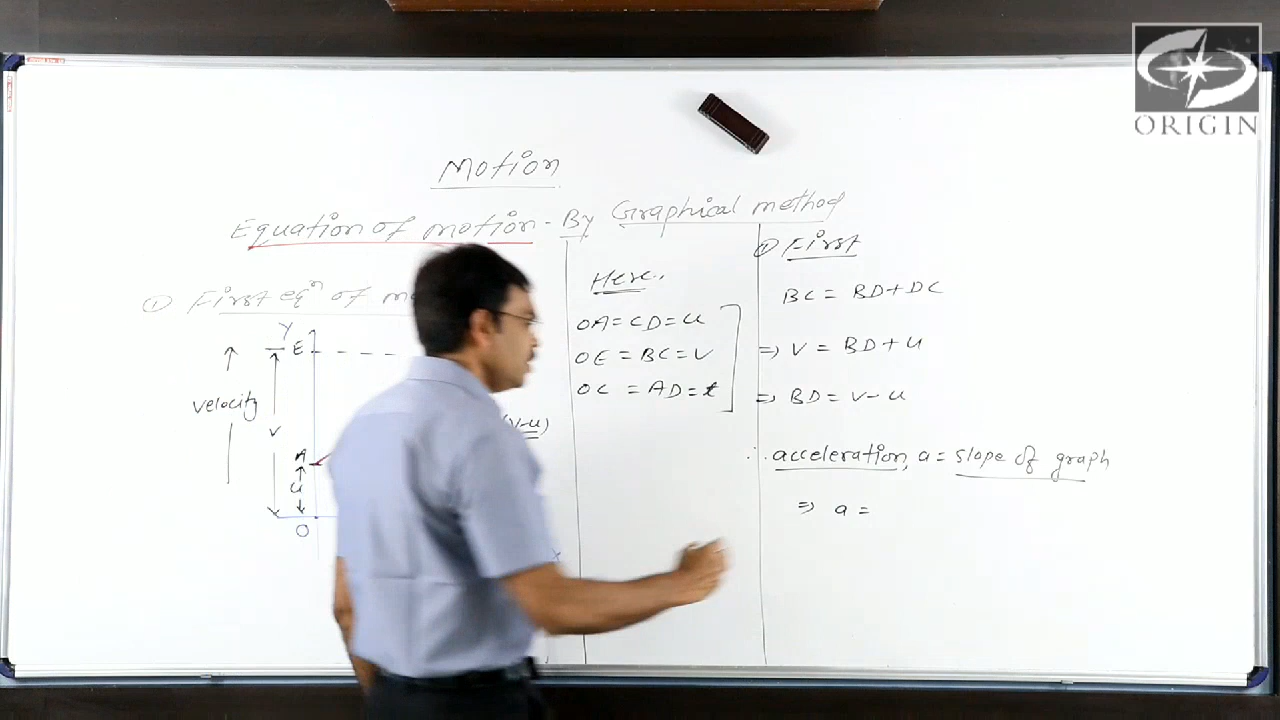 ORIGIN
Motion
Equation of motion - By Graphical method
① First eqⁿ of
Y
E
velocity
v
A
u
O
(v-u)
x
Here,
OA = CD = u
OE = BC = v
OC = AD = t
① First
BC = BD + DC
⇒ v = BD + u
⇒ BD = v - u
∴ acceleration, a = slope of graph
⇒ a =